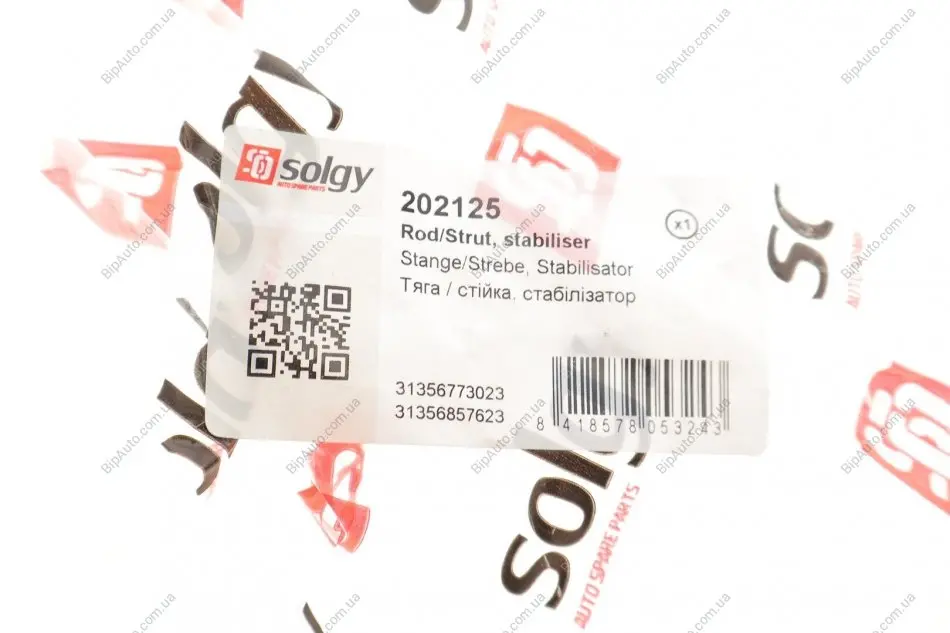 solgy
AUTO SPARE PARTS
202125
x1
Rod/Strut, stabiliser
Stange/Strebe, Stabilisator
Тяга / стійка, стабілізатор
31356773023
31356857623
8 418578 053243
solgy
AUTO SPARE PARTS
BipAuto.com.ua